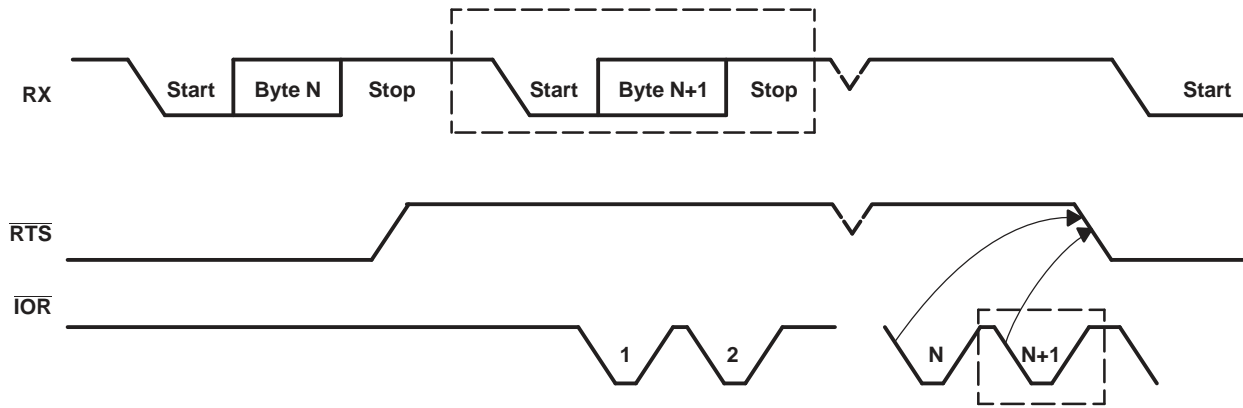 RX Start Byte N Stop Start Byte N+1 Stop Start
RTS
IOR
1 2 N N+1